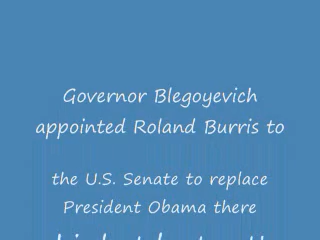 Governor Blegoyevich
appointed Roland Burris to
the U.S. Senate to replace
President Obama there